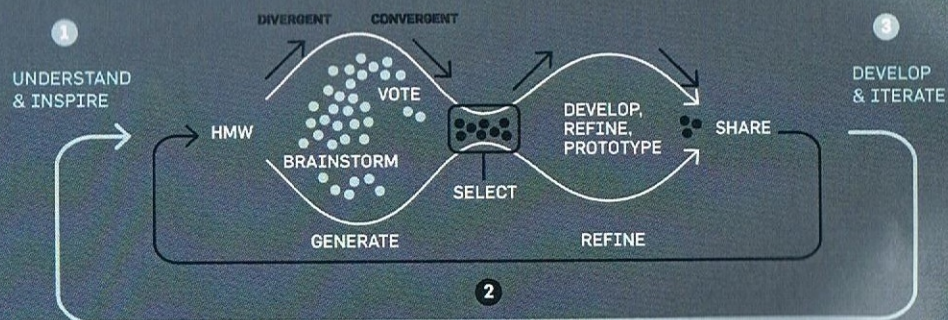 1
UNDERSTAND
& INSPIRE
DIVERGENT
CONVERGENT
HMW
BRAINSTORM
VOTE
GENERATE
SELECT
DEVELOP,
REFINE,
PROTOTYPE
REFINE
SHARE
2
3
DEVELOP
& ITERATE